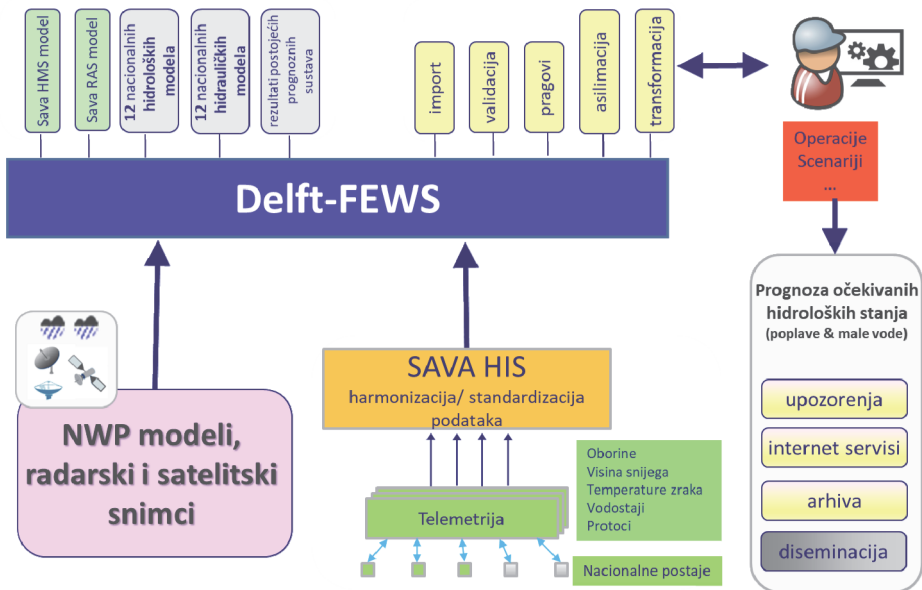 Sava HMS model
Sava RAS model
12 nacionalnih
hidroloških
modela
12 nacionalnih
hidrauličkih
modela
rezultati postojećih
prognoznih
sustava
import
validacija
pragovi
asilimacija
transformacija
Delft-FEWS
Operacije
Scenariji
...
NWP modeli,
radarski i satelitski
snimci
SAVA HIS
harmonizacija/ standardizacija
podataka
Telemetrija
Oborine
Visina snijega
Temperature zraka
Vodostaji
Protoci
Nacionalne postaje
Prognoza očekivanih
hidroloških stanja
(poplave & male vode)
upozorenja
internet servisi
arhiva
diseminacija